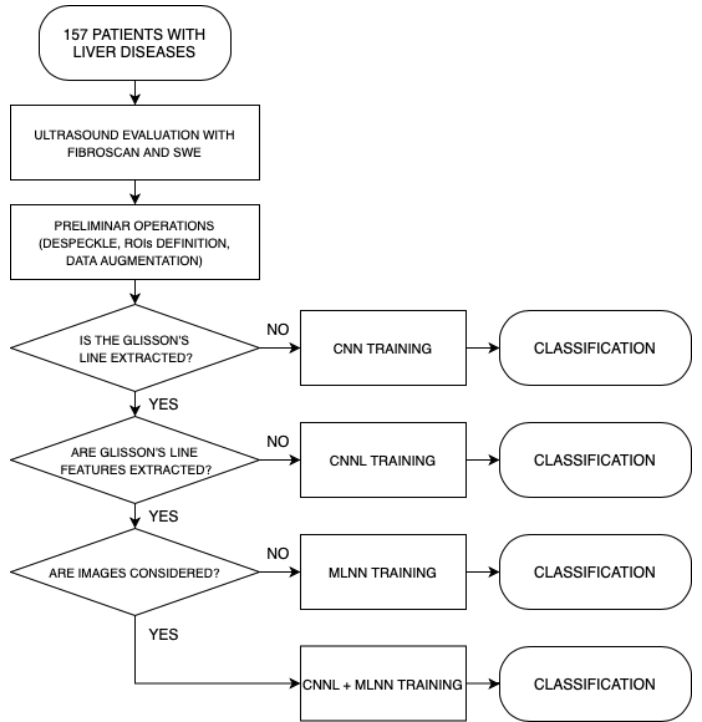 157 PATIENTS WITH
LIVER DISEASES
ULTRASOUND EVALUATION WITH
FIBROSCAN AND SWE
PRELIMINAR OPERATIONS
(DESPECKLE, ROIs DEFINITION,
DATA AUGMENTATION)
IS THE GLISSON'S
LINE EXTRACTED?
NO
CNN TRAINING
CLASSIFICATION
YES
ARE GLISSON'S LINE
FEATURES EXTRACTED?
NO
CNNL TRAINING
CLASSIFICATION
YES
ARE IMAGES CONSIDERED?
NO
MLNN TRAINING
CLASSIFICATION
YES
CNNL + MLNN TRAINING
CLASSIFICATION